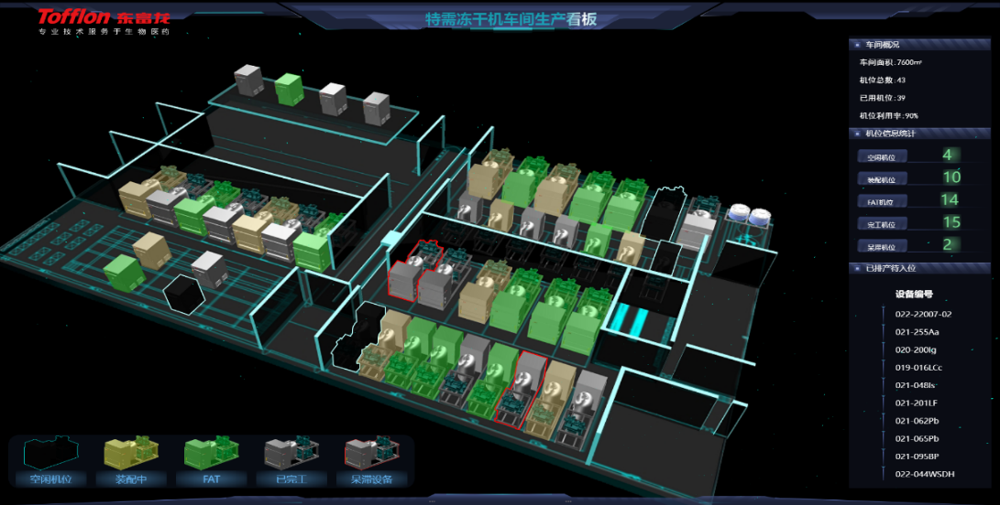 Tofflon 东富龙
专业技术服务于生物医药
特需冻干机车间生产看板
车间概况
车间面积:7600m²
机位总数:43
已用机位:39
机位利用率:90%
机位信息统计
空闲机位 4
装配机位 10
FAT机位 14
完工机位 15
呆滞机位 2
已排产待入位
设备编号
022-22007-02
021-255Aa
020-200Ig
019-016LCc
021-048Is
021-201LF
021-062Pb
021-065Pb
021-095BP
022-044WSDH
空闲机位
装配中
FAT
已完工
呆滞设备